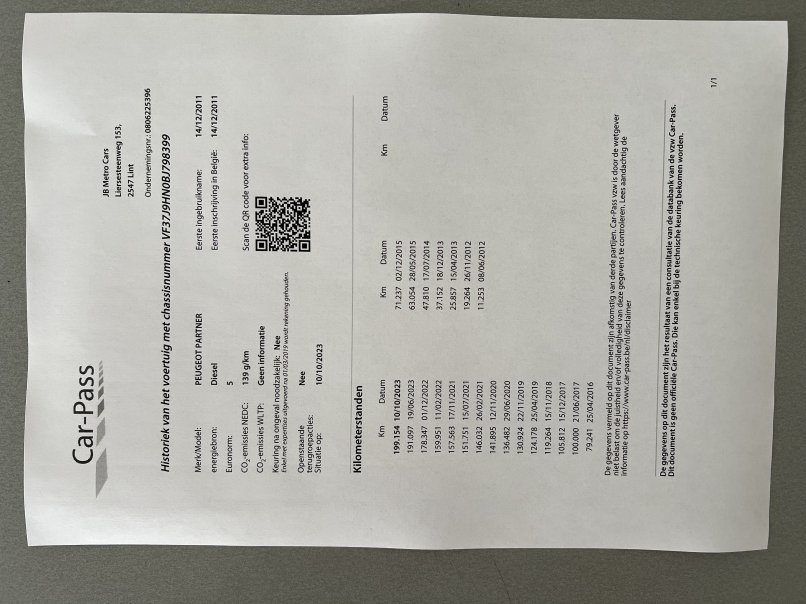 Car-Pass
JB Metro Cars
Liersesteenweg 153,
2547 Lint
Ondernemingsnr.: 0806225396
Historiek van het voertuig met chassisnummer VF37J9HN0BJ798399
Merk/Model: PEUGEOT PARTNER Eerste ingebruikname: 14/12/2011
energiebron: Diesel Eerste inschrijving in België: 14/12/2011
Euronorm: 5
CO2-emissies NEDC: 139 g/km Scan de QR code voor extra info:
CO2-emissies WLTP: Geen informatie
Keuring na ongeval noodzakelijk: Nee
Enkel met expertises uitgevoerd na 01/03/2019 wordt rekening gehouden.
Openstaande Nee
terugroepacties:
Situatie op: 10/10/2023
Kilometerstanden
Km Datum Km Datum Km Datum
199.154 10/10/2023 71.237 02/12/2015
191.097 19/06/2023 63.054 28/05/2015
178.347 01/12/2022 47.810 17/07/2014
159.951 11/02/2022 37.152 18/12/2013
157.563 17/11/2021 25.857 15/04/2013
151.751 15/07/2021 19.264 26/11/2012
146.032 26/02/2021 11.253 08/06/2012
141.895 12/11/2020
136.482 29/06/2020
130.924 22/11/2019
124.178 25/04/2019
119.264 15/11/2018
105.812 15/12/2017
100.000 21/06/2017
79.241 25/04/2016
De gegevens vermeld op dit document zijn afkomstig van derde partijen. Car-Pass vzw is door de wetgever
niet belast om de juistheid en/of volledigheid van deze gegevens te controleren. Lees aandachtig de
informatie op https://www.car-pass.be/nl/disclaimer
De gegevens op dit document zijn het resultaat van een consultatie van de databank van de vzw Car-Pass.
Dit document is geen officiële Car-Pass. Die kan enkel bij de technische keuring bekomen worden.
1/1